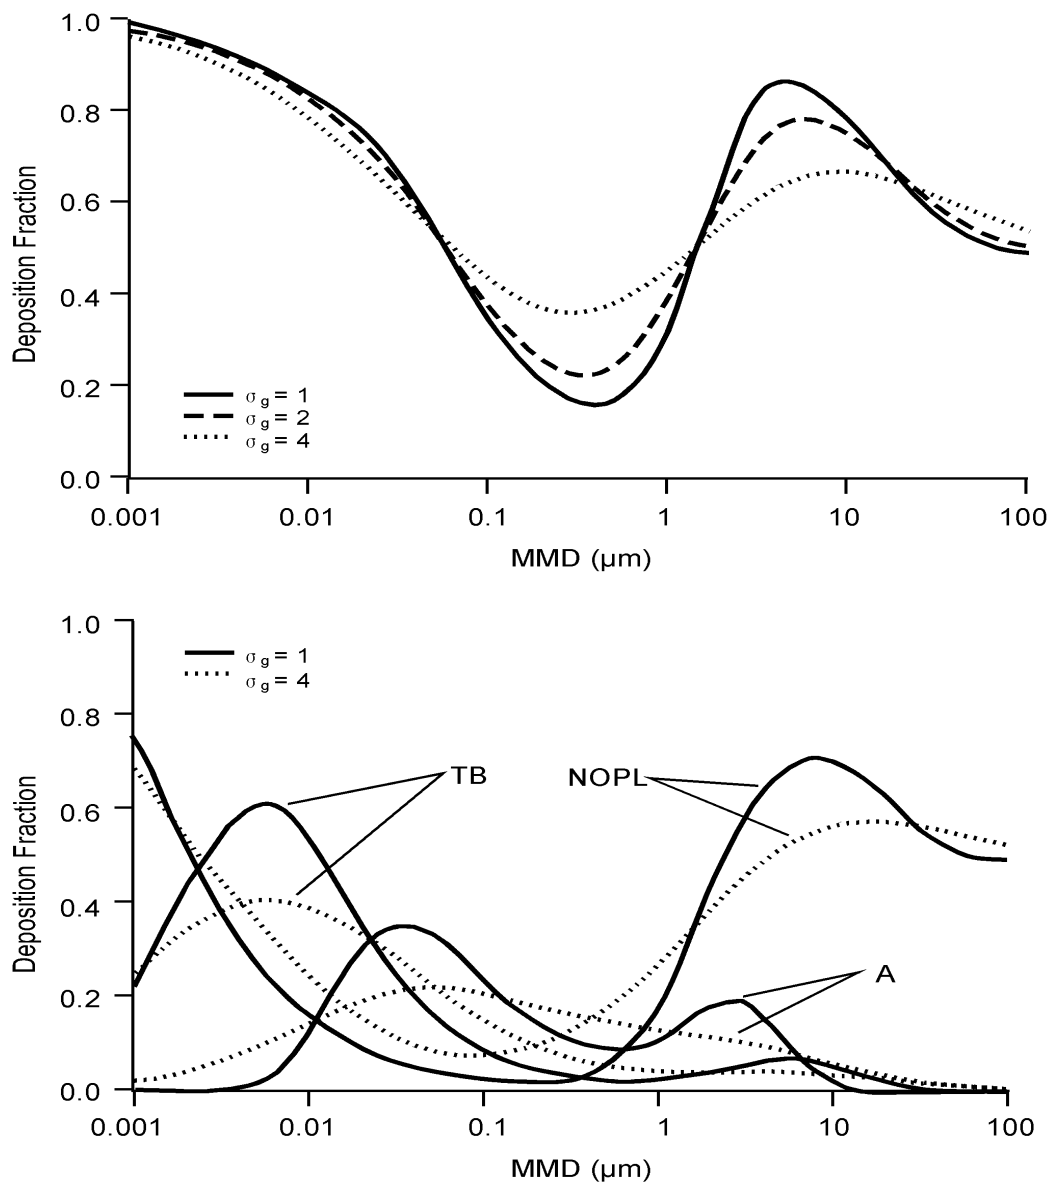 1.0
0.8
0.6
0.4
0.2
0.0
Deposition Fraction
σg = 1
σg = 2
σg = 4
0.001 0.01 0.1 1 10 100
MMD (µm)
1.0
0.8
0.6
0.4
0.2
0.0
Deposition Fraction
σg = 1
σg = 4
TB
NOPL
A
0.001 0.01 0.1 1 10 100
MMD (µm)